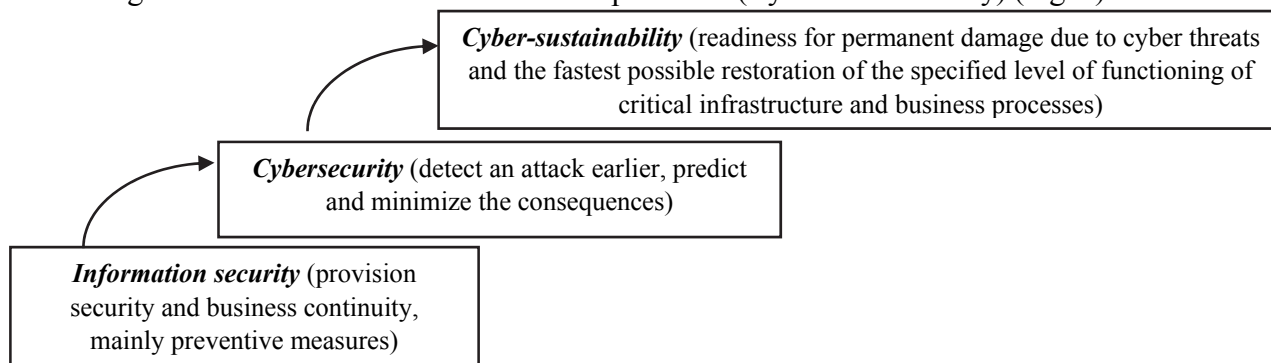 Cyber-sustainability (readiness for permanent damage due to cyber threats
and the fastest possible restoration of the specified level of functioning of
critical infrastructure and business processes)
Cybersecurity (detect an attack earlier, predict
and minimize the consequences)
Information security (provision
security and business continuity,
mainly preventive measures)